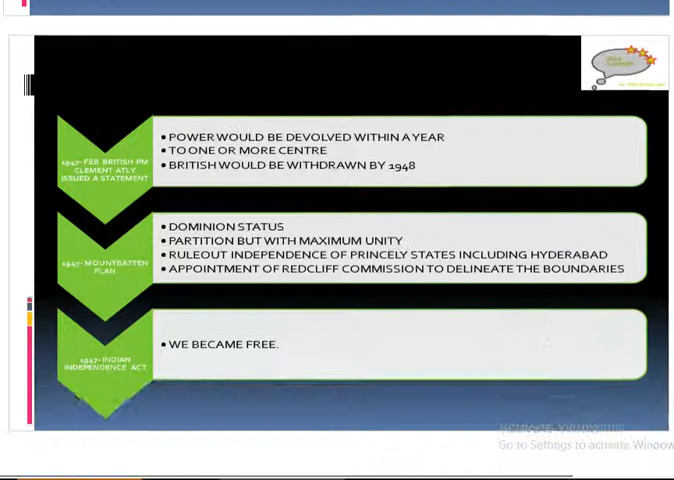 1947-FEB BRITISH PM
CLEMENT ATLY
ISSUED A STATEMENT
• POWER WOULD BE DEVOLVED WITHIN A YEAR
• TO ONE OR MORE CENTRE
• BRITISH WOULD BE WITHDRAWN BY 1948
1947- MOUNTBATTEN
PLAN
• DOMINION STATUS
• PARTITION BUT WITH MAXIMUM UNITY
• RULEOUT INDEPENDENCE OF PRINCELY STATES INCLUDING HYDERABAD
• APPOINTMENT OF REDCLIFF COMMISSION TO DELINEATE THE BOUNDARIES
1947- INDIAN
INDEPENDENCE ACT
• WE BECAME FREE.
Go to Settings to activate Window